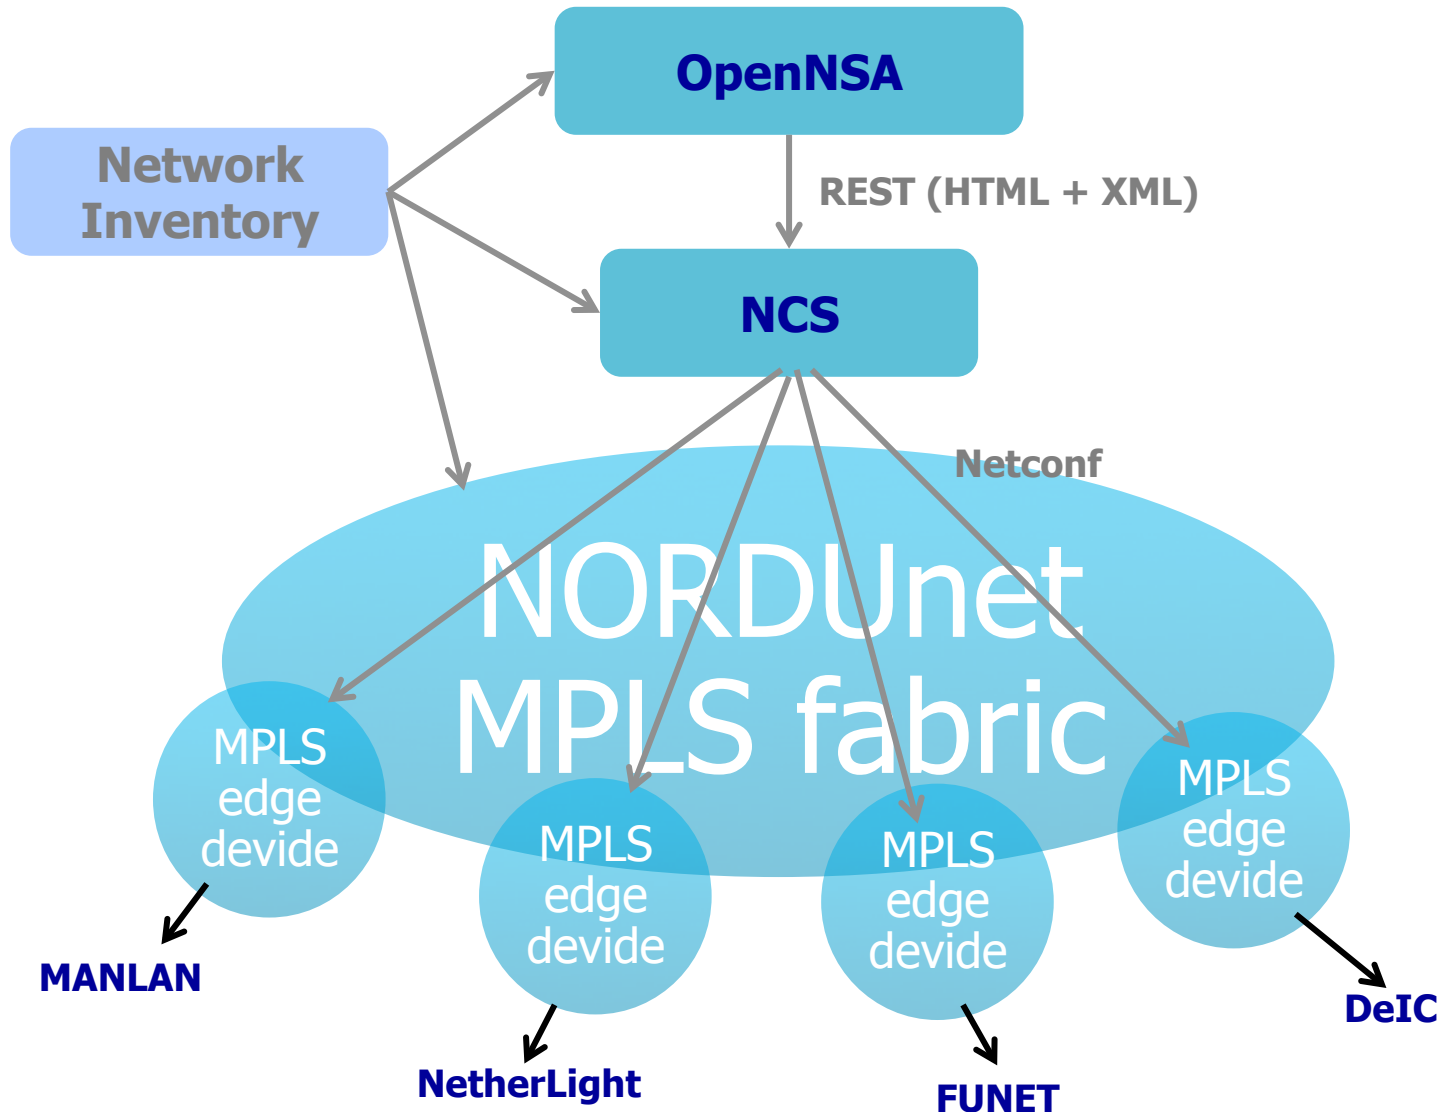 OpenNSA
Network
Inventory
REST (HTML + XML)
NCS
Netconf
NORDUnet
MPLS fabric
MPLS
edge
devide
MPLS
edge
devide
MPLS
edge
devide
MPLS
edge
devide
MANLAN
NetherLight
FUNET
DeIC